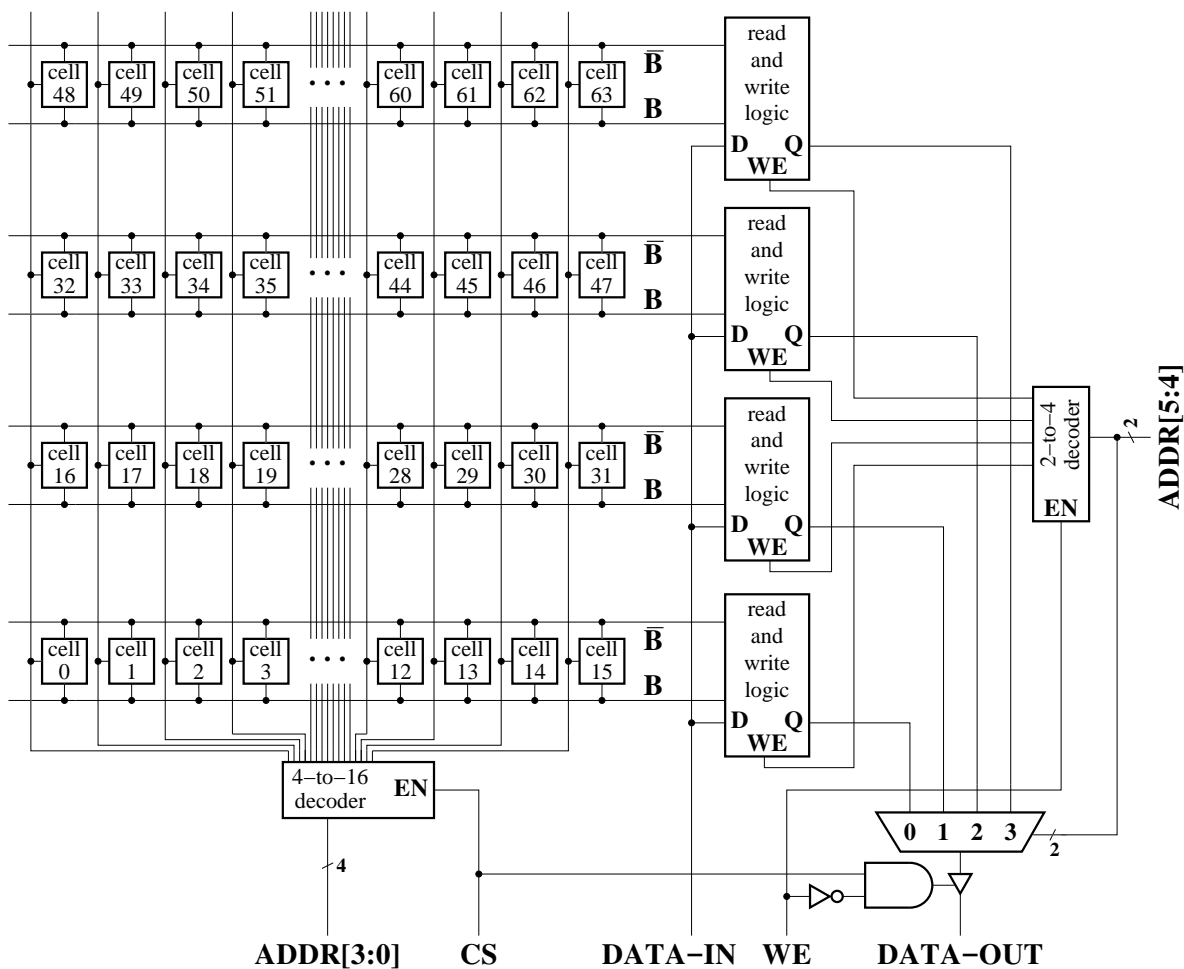 B̅
cell 48
cell 49
cell 50
cell 51
• • •
cell 60
cell 61
cell 62
cell 63
B
read
and
write
logic
D Q
WE
B̅
cell 32
cell 33
cell 34
cell 35
• • •
cell 44
cell 45
cell 46
cell 47
B
read
and
write
logic
D Q
WE
B̅
cell 16
cell 17
cell 18
cell 19
• • •
cell 28
cell 29
cell 30
cell 31
B
read
and
write
logic
D Q
WE
2-to-4
decoder
EN
2
ADDR[5:4]
B̅
cell 0
cell 1
cell 2
cell 3
• • •
cell 12
cell 13
cell 14
cell 15
B
read
and
write
logic
D Q
WE
4-to-16
decoder
EN
0 1 2 3
2
4
ADDR[3:0] CS DATA-IN WE DATA-OUT